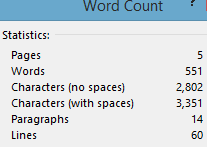 Word Count ?
Statistics:
Pages 5
Words 551
Characters (no spaces) 2,802
Characters (with spaces) 3,351
Paragraphs 14
Lines 60